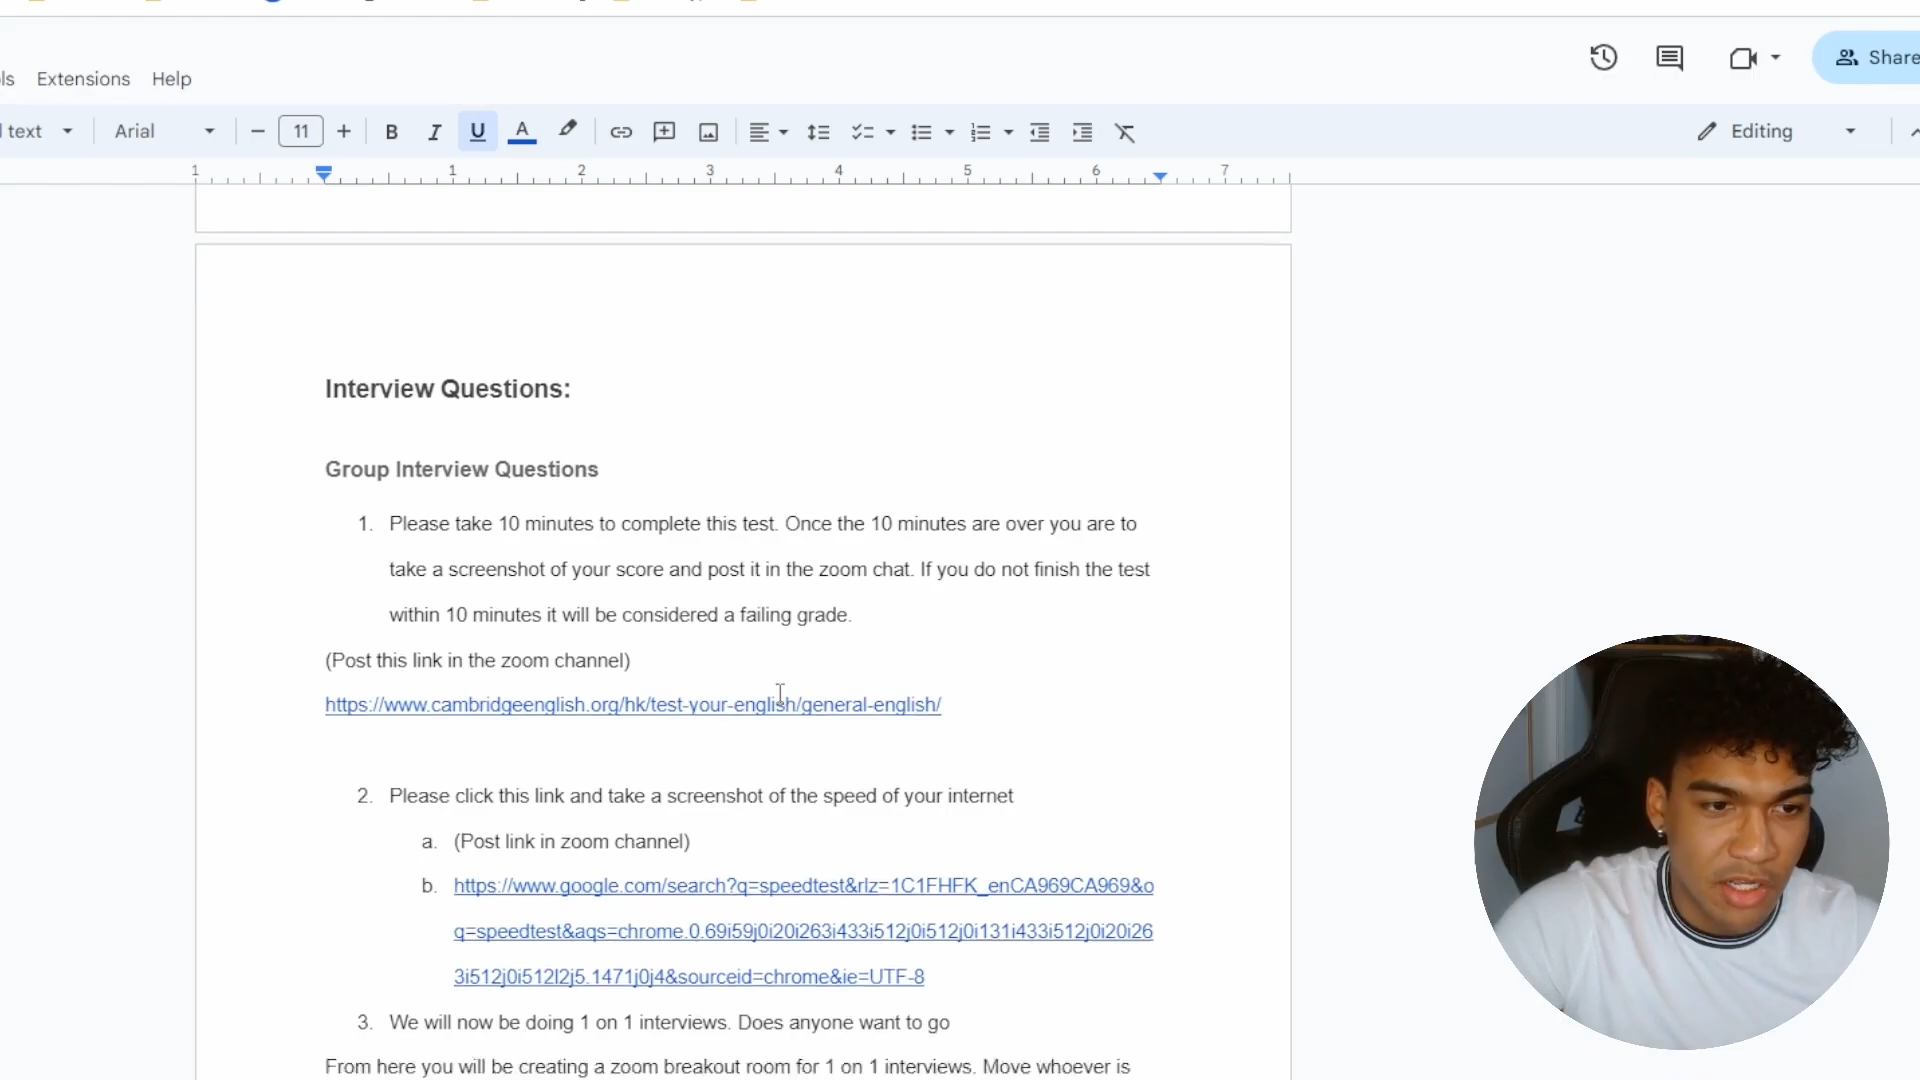 Share
ls Extensions Help
text Arial 11 B I U A Editing
1 1 2 3 4 5 6 7
Interview Questions:
Group Interview Questions
1. Please take 10 minutes to complete this test. Once the 10 minutes are over you are to
take a screenshot of your score and post it in the zoom chat. If you do not finish the test
within 10 minutes it will be considered a failing grade.
(Post this link in the zoom channel)
https://www.cambridgeenglish.org/hk/test-your-english/general-english/
2. Please click this link and take a screenshot of the speed of your internet
a. (Post link in zoom channel)
b. https://www.google.com/search?q=speedtest&rlz=1C1FHFK_enCA969CA969&o
q=speedtest&aqs=chrome.0.69i59j0i20i263i433i512j0i512j0i131i433i512j0i20i26
3i512j0i512l2j5.1471j0j4&sourceid=chrome&ie=UTF-8
3. We will now be doing 1 on 1 interviews. Does anyone want to go
From here you will be creating a zoom breakout room for 1 on 1 interviews. Move whoever is